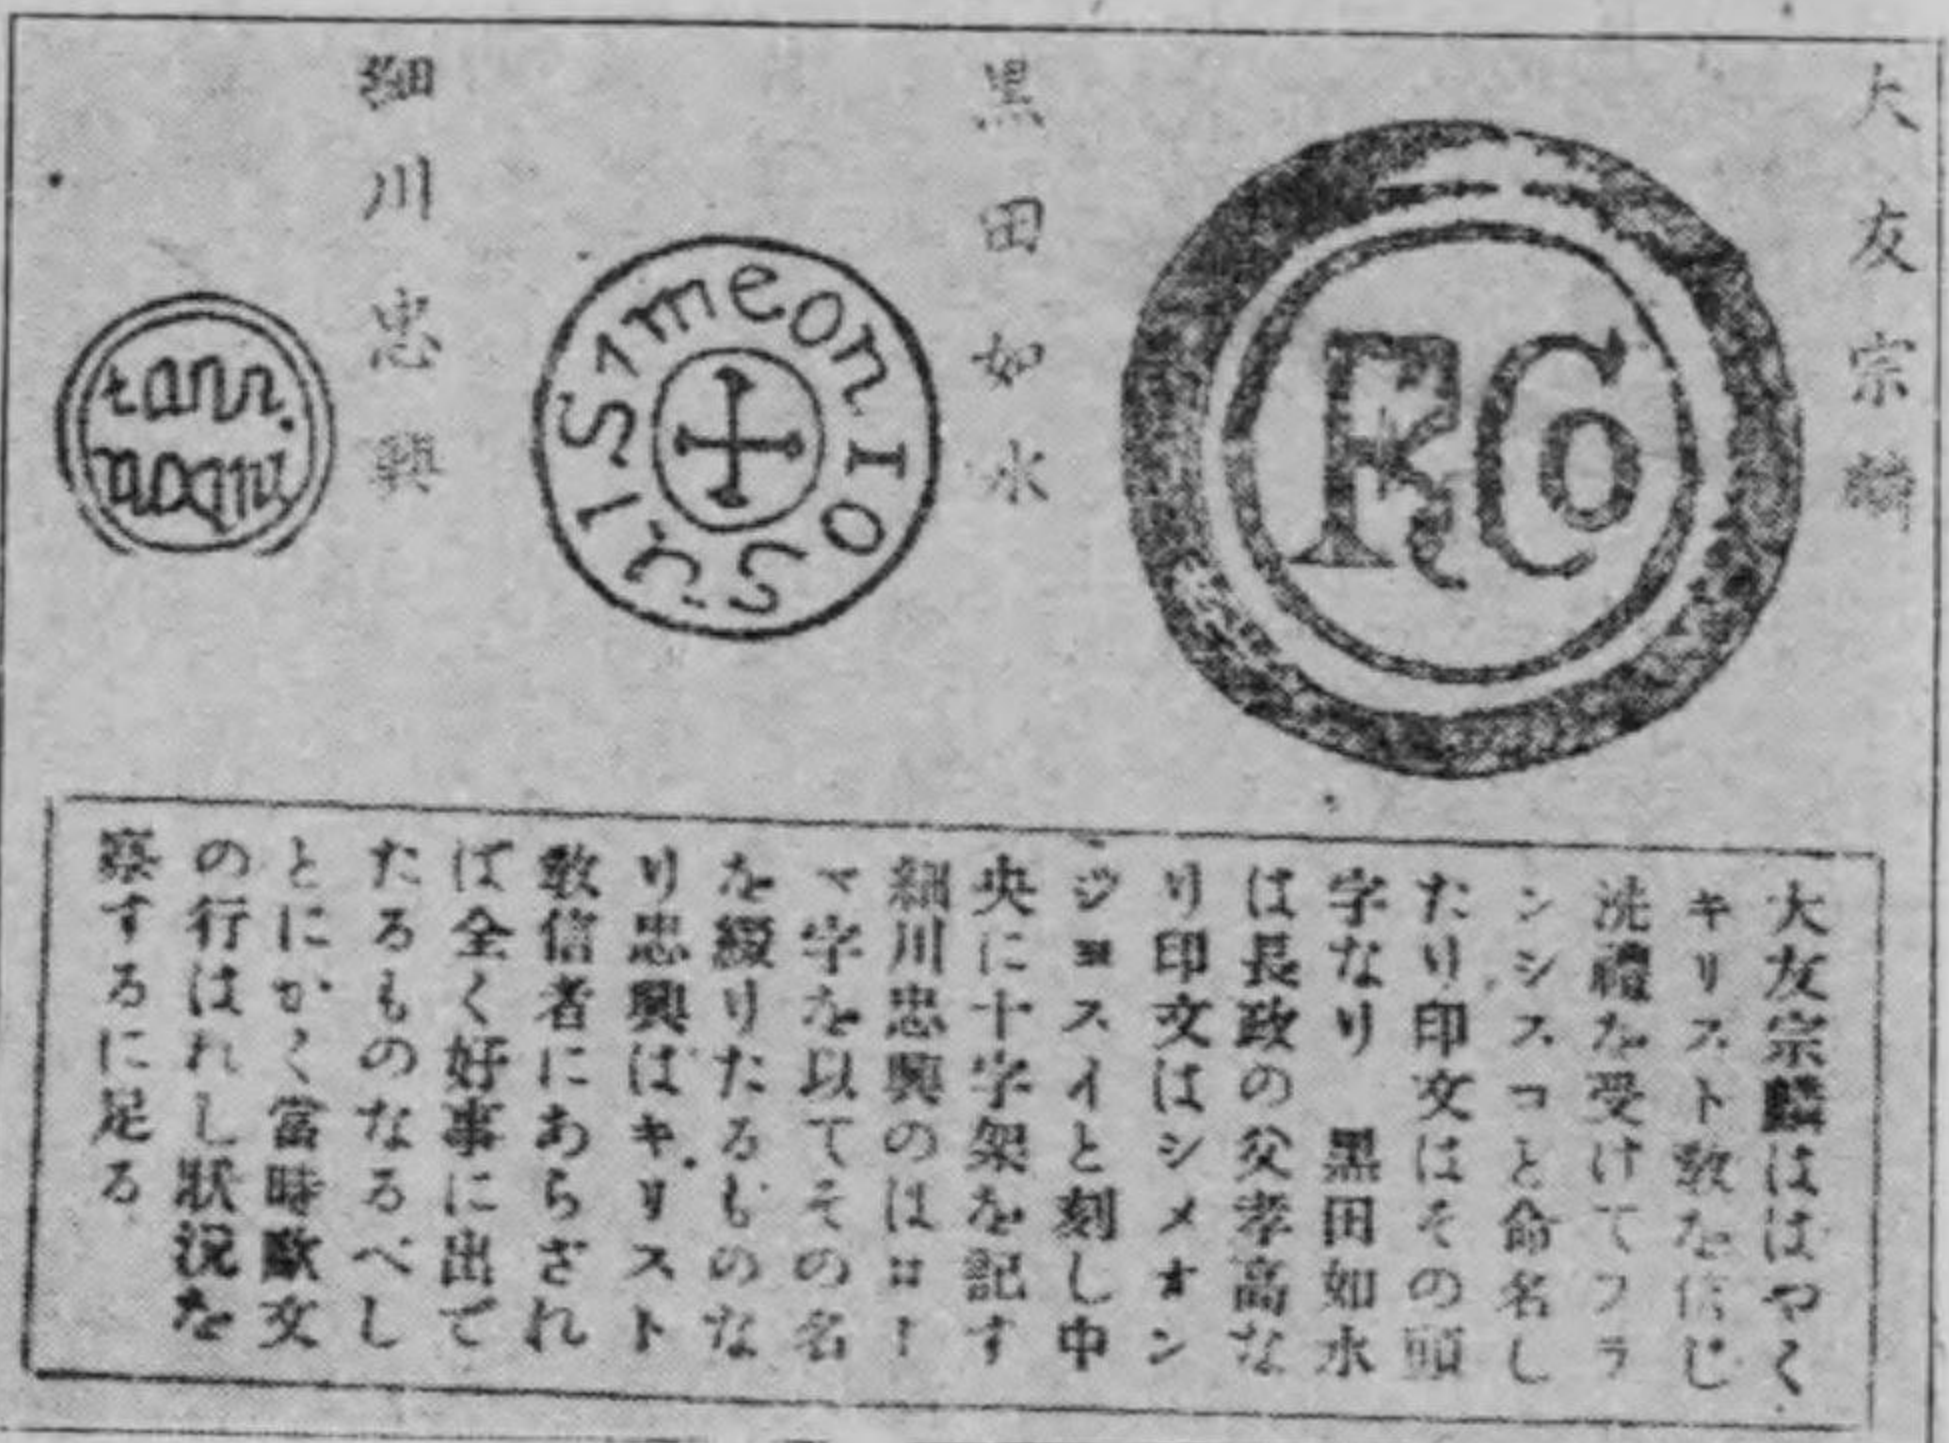 大友宗麟
黒田如水
細川忠興
FCo
Simeon Iosui
tada
uoqui
大友宗麟ははやく
キリスト教を信じ
洗禮を受けてフラ
ンシスコと命名し
たり印文はその頭
字なり　黒田如水
は長政の父孝高な
り印文はシメオン
ジョスイと刻し中
央に十字架を記す
細川忠興のはロー
マ字を以てその名
を綴りたるものな
り忠興はキリスト
教信者にあらざれ
ば全く好事に出で
たるものなるべし
とにかく當時歐文
の行はれし狀況を
察するに足る